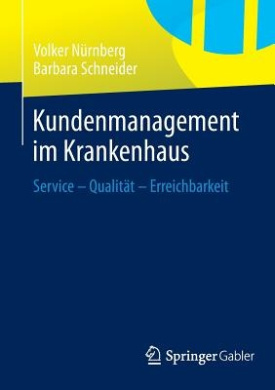 Volker Nürnberg
Barbara Schneider
Kundenmanagement
im Krankenhaus
Service – Qualität – Erreichbarkeit
Springer Gabler